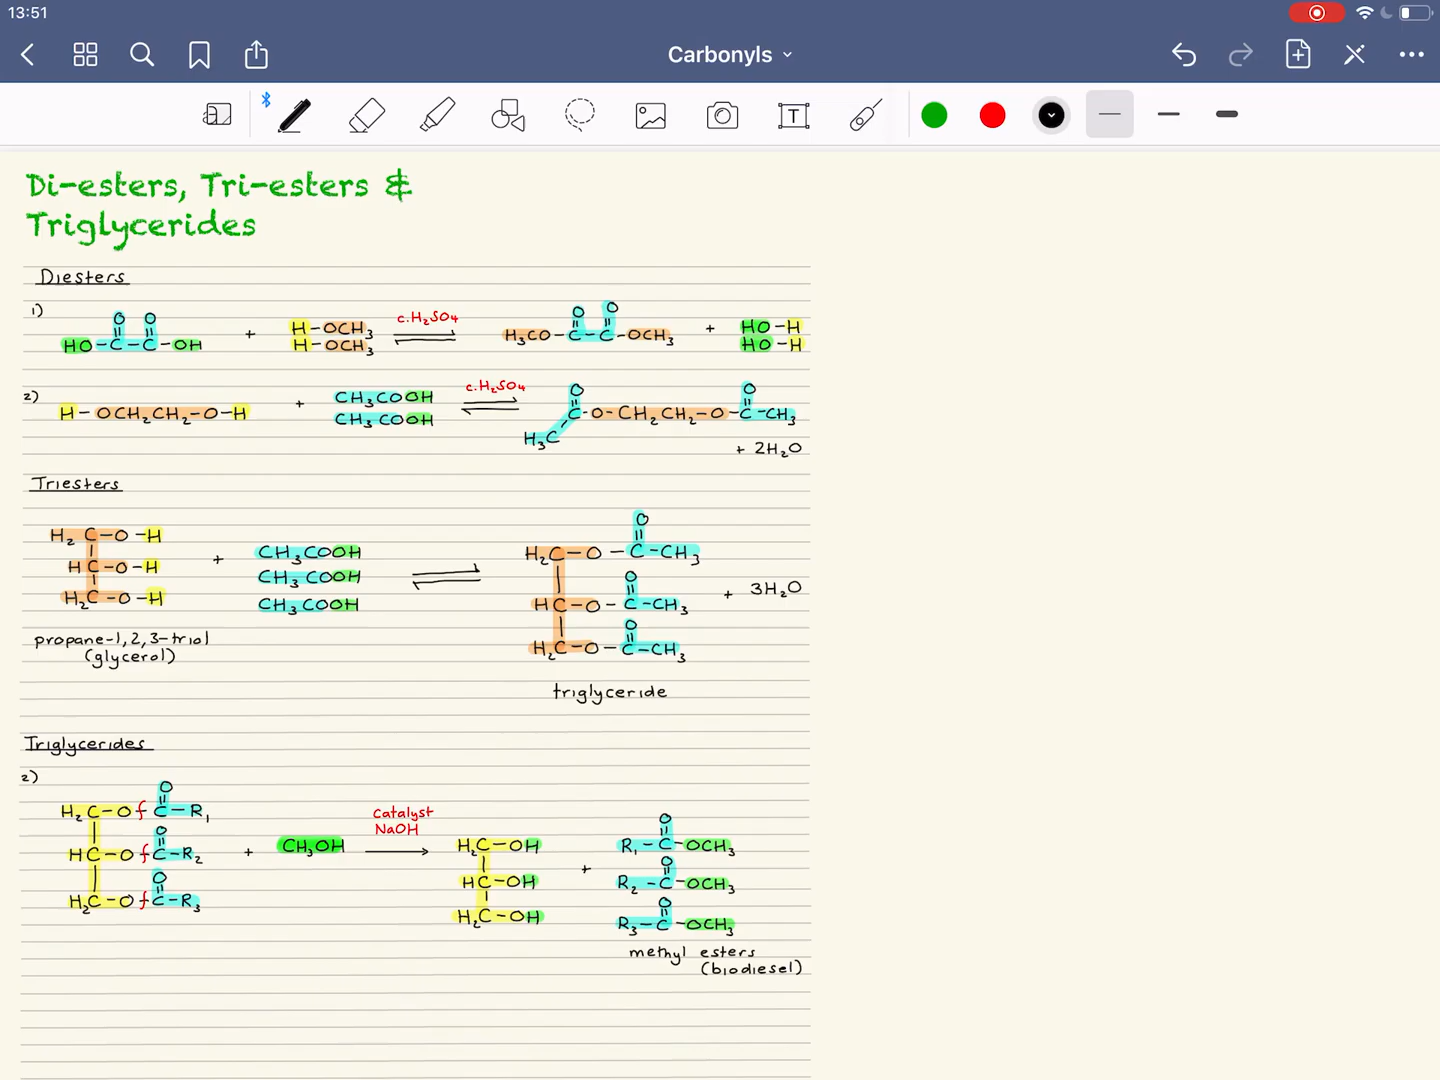 13:51
Carbonyls
T
Di-esters, Tri-esters &
Triglycerides
Diesters
1)
O O
HO-C-C-OH + H-OCH₃ c.H₂SO₄ ⇌ H₃CO-C-C-OCH₃ + HO-H
H-OCH₃ O O HO-H
2)
H-OCH₂CH₂-O-H + CH₃COOH c.H₂SO₄ ⇌ C-O-CH₂CH₂-O-C-CH₃
CH₃COOH O O
H₃C
+ 2H₂O
Triesters
O
H₂C-O-H + CH₃COOH ⇌ H₂C-O-C-CH₃
O
HC-O-H CH₃COOH HC-O-C-CH₃ + 3H₂O
O
H₂C-O-H CH₃COOH H₂C-O-C-CH₃
propane-1,2,3-triol
(glycerol)
triglyceride
Triglycerides
2)
O O
H₂C-O-C-R₁ + CH₃OH catalyst NaOH → H₂C-OH + R₁-C-OCH₃
O O
HC-O-C-R₂ HC-OH R₂-C-OCH₃
O O
H₂C-O-C-R₃ H₂C-OH R₃-C-OCH₃
methyl esters
(biodiesel)